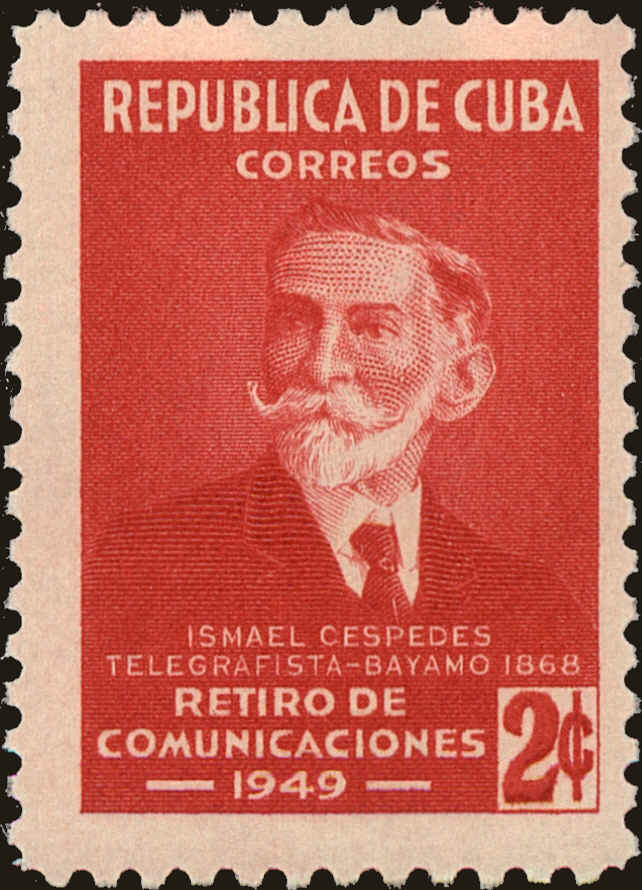 REPUBLICA DE CUBA
CORREOS
ISMAEL CESPEDES
TELEGRAFISTA-BAYAMO 1868
RETIRO DE
COMUNICACIONES
— 1949 —
2¢